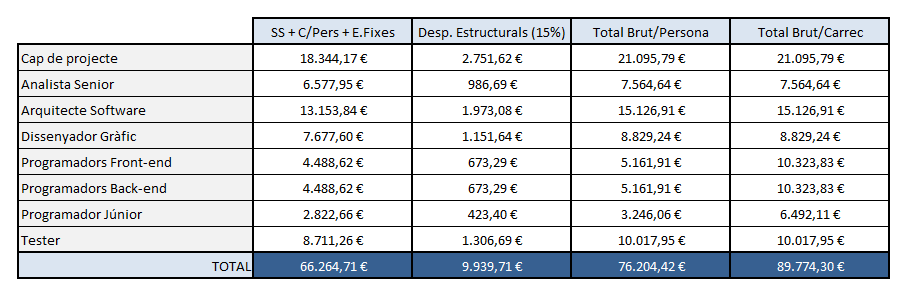 SS + C/Pers + E.Fixes Desp. Estructurals (15%) Total Brut/Persona Total Brut/Carrec
Cap de projecte 18.344,17 € 2.751,62 € 21.095,79 € 21.095,79 €
Analista Senior 6.577,95 € 986,69 € 7.564,64 € 7.564,64 €
Arquitecte Software 13.153,84 € 1.973,08 € 15.126,91 € 15.126,91 €
Dissenyador Gràfic 7.677,60 € 1.151,64 € 8.829,24 € 8.829,24 €
Programadors Front-end 4.488,62 € 673,29 € 5.161,91 € 10.323,83 €
Programadors Back-end 4.488,62 € 673,29 € 5.161,91 € 10.323,83 €
Programador Júnior 2.822,66 € 423,40 € 3.246,06 € 6.492,11 €
Tester 8.711,26 € 1.306,69 € 10.017,95 € 10.017,95 €
TOTAL 66.264,71 € 9.939,71 € 76.204,42 € 89.774,30 €